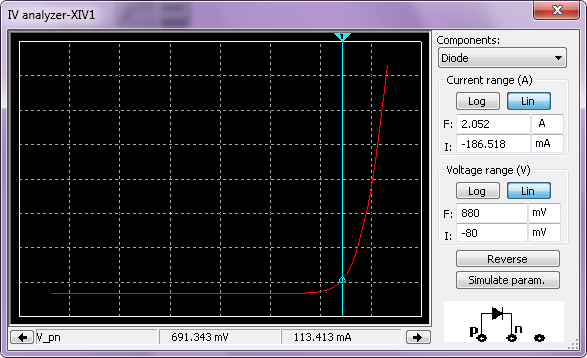 IV analyzer-XIV1
1
Components:
Diode
Current range (A)
Log Lin
F: 2.052 A
I: -186.518 mA
Voltage range (V)
Log Lin
F: 880 mV
I: -80 mV
Reverse
Simulate param.
p n
V_pn 691.343 mV 113.413 mA